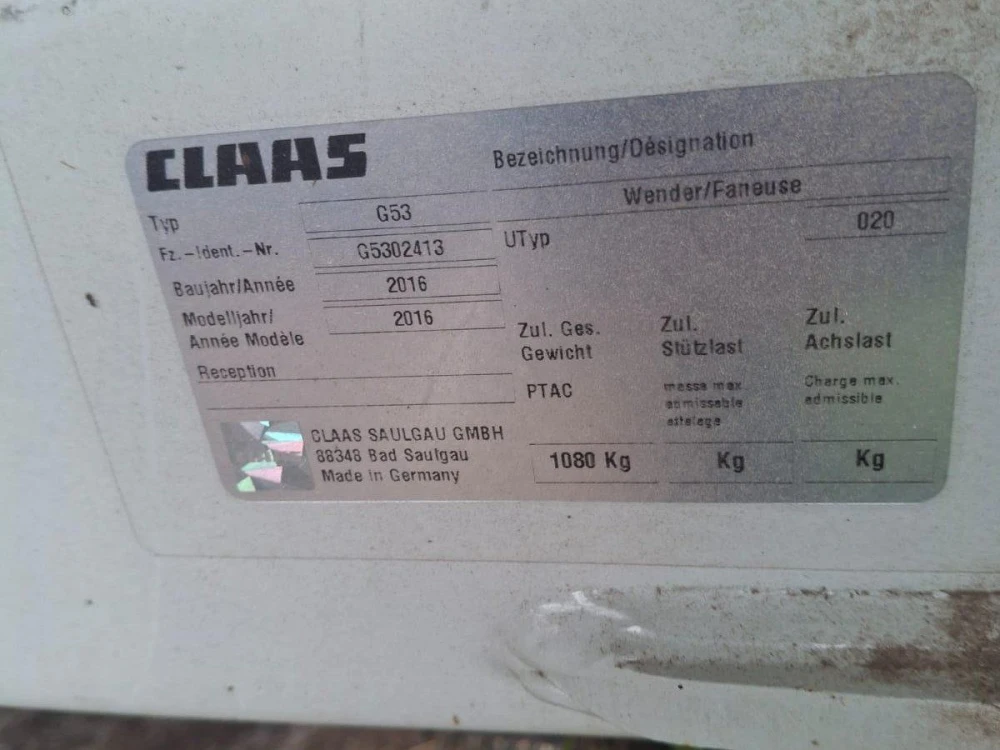 CLAAS
Bezeichnung/Désignation
Wender/Faneuse
Typ G53
UTyp 020
Fz.-Ident.-Nr. G5302413
Baujahr/Année 2016
Modelljahr/
Année Modèle 2016
Reception
Zul. Ges.
Gewicht
PTAC
1080 Kg
Zul.
Stützlast
masse max
admissable
attelage
Kg
Zul.
Achslast
Charge max.
admissible
Kg
CLAAS SAULGAU GMBH
88348 Bad Saulgau
Made in Germany